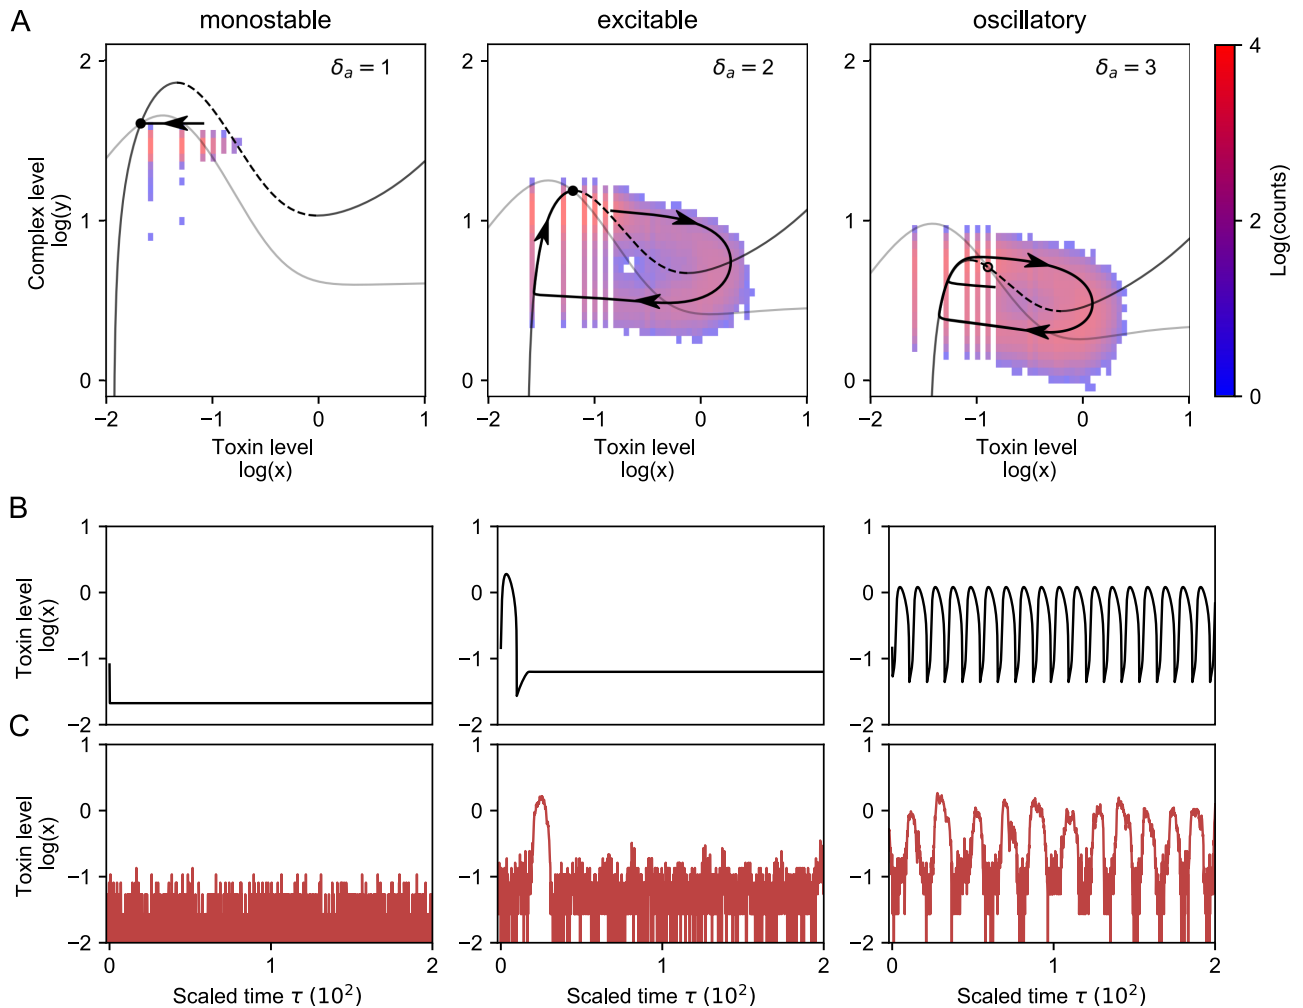 A
monostable
excitable
oscillatory
δₐ = 1
δₐ = 2
δₐ = 3
2
1
0
2
1
0
2
1
0
4
2
0
Complex level
log(y)
Log(counts)
−2
−1
0
1
−2
−1
0
1
−2
−1
0
1
Toxin level
log(x)
Toxin level
log(x)
Toxin level
log(x)
B
1
0
−1
−2
1
0
−1
−2
1
0
−1
−2
Toxin level
log(x)
C
1
0
−1
−2
1
0
−1
−2
1
0
−1
−2
Toxin level
log(x)
0
1
2
0
1
2
0
1
2
Scaled time τ (10²)
Scaled time τ (10²)
Scaled time τ (10²)